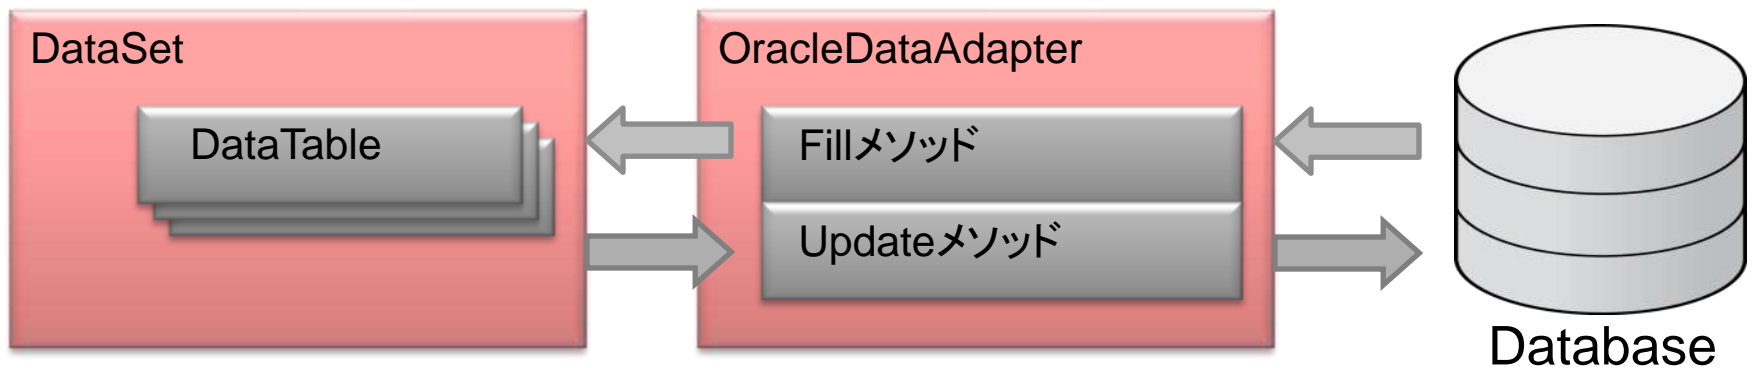 DataSet
DataTable
OracleDataAdapter
Fillメソッド
Updateメソッド
Database